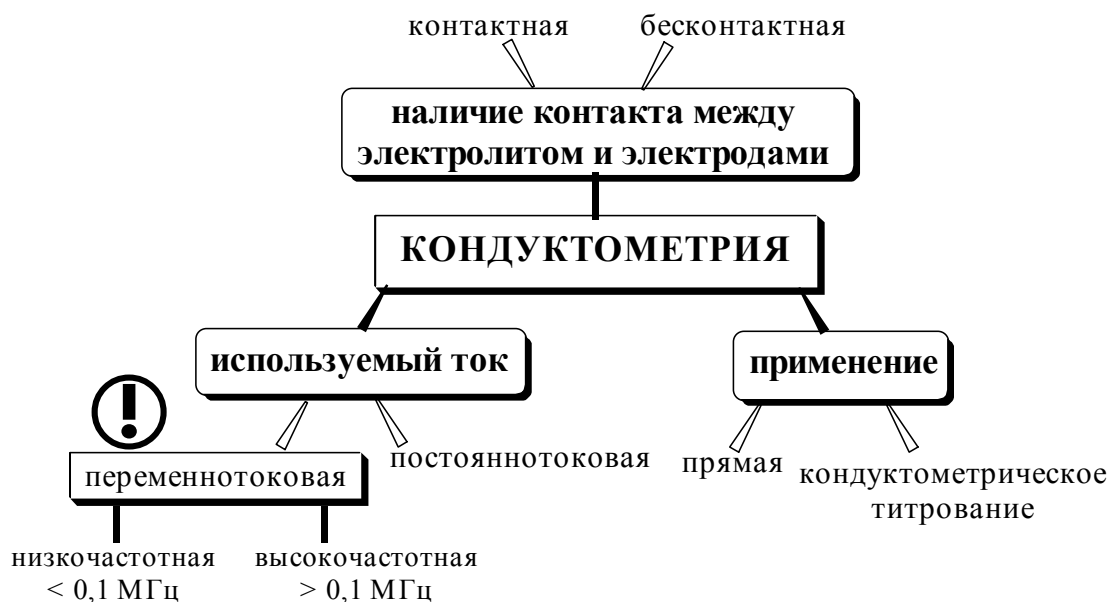 контактная
бесконтактная
наличие контакта между
электролитом и электродами
КОНДУКТОМЕТРИЯ
используемый ток
применение
переменнотоковая
постояннотоковая
прямая
кондуктометрическое
титрование
низкочастотная
< 0,1 МГц
высокочастотная
> 0,1 МГц